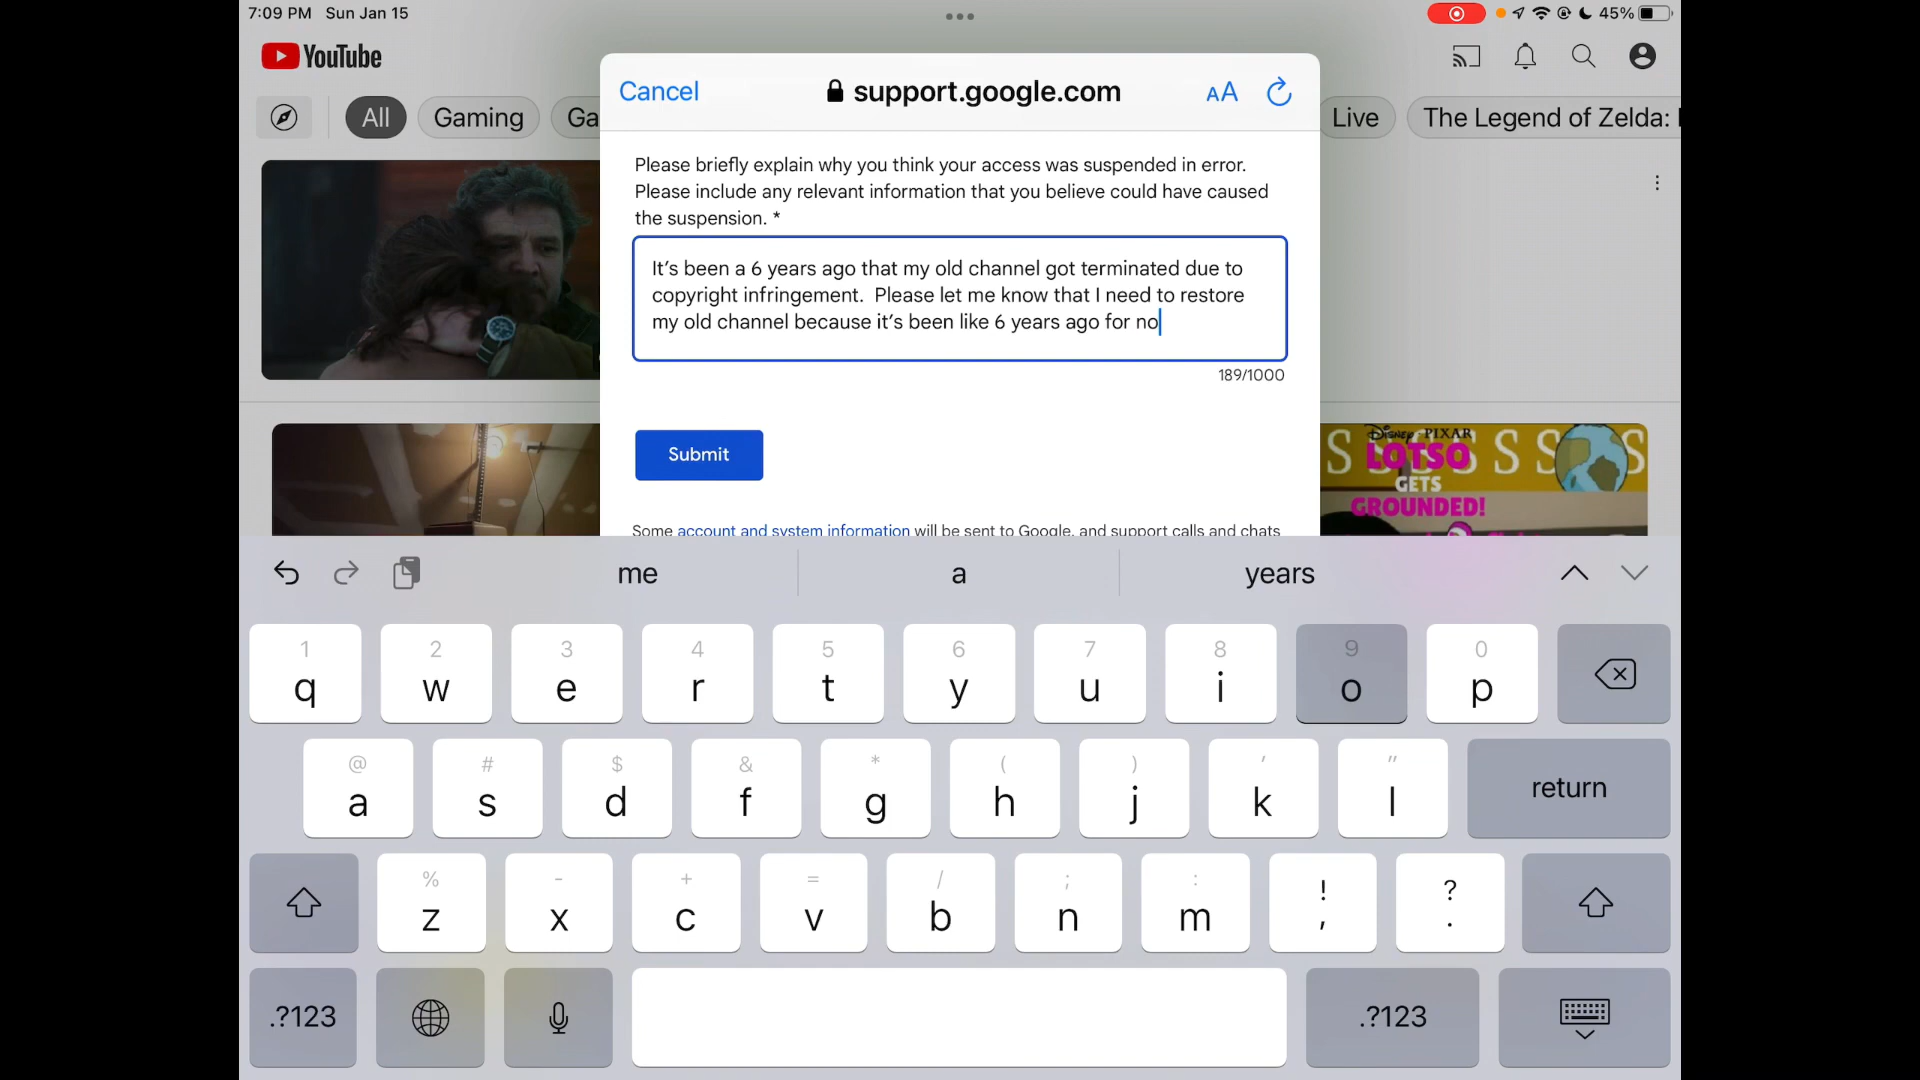 7:09 PM Sun Jan 15
45%
YouTube
Cancel
support.google.com
AA
All
Gaming
Ga
Live
The Legend of Zelda:
Please briefly explain why you think your access was suspended in error.
Please include any relevant information that you believe could have caused
the suspension. *
It's been a 6 years ago that my old channel got terminated due to
copyright infringement.  Please let me know that I need to restore
my old channel because it's been like 6 years ago for no
189/1000
Submit
Some account and system information will be sent to Google, and support calls and chats
Disney PIXAR
LOTSO
GETS
GROUNDED!
me
a
years
1 2 3 4 5 6 7 8 9 0
q w e r t y u i o p
@ # $ & * ( ) ' "
a s d f g h j k l return
% - + = / ; : ! ?
z x c v b n m , .
.?123
.?123